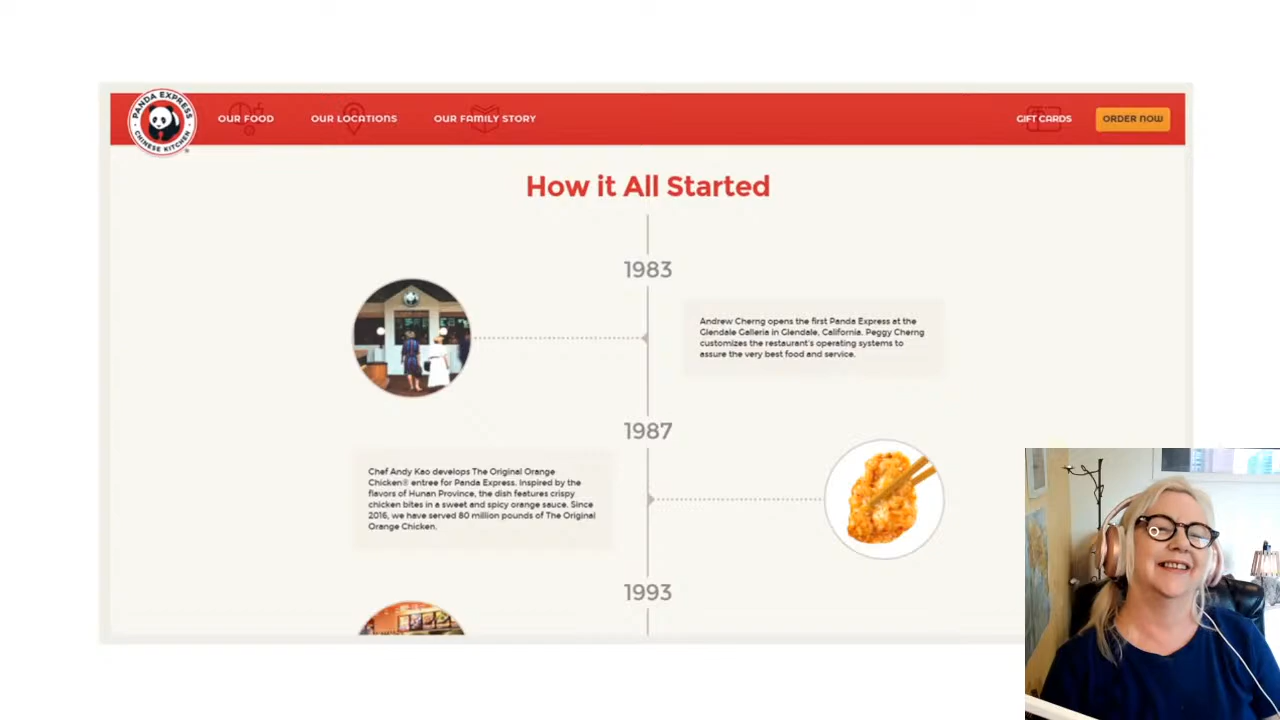 PANDA EXPRESS
CHINESE KITCHEN
OUR FOOD
OUR LOCATIONS
OUR FAMILY STORY
GIFT CARDS
ORDER NOW
How it All Started
1983
Andrew Cherng opens the first Panda Express at the
Glendale Galleria in Glendale, California. Peggy Cherng
customizes the restaurant's operating systems to
assure the very best food and service.
1987
Chef Andy Kao develops The Original Orange
Chicken® entree for Panda Express. Inspired by the
flavors of Hunan Province, the dish features crispy
chicken bites in a sweet and spicy orange sauce. Since
2016, we have served 80 million pounds of The Original
Orange Chicken.
1993